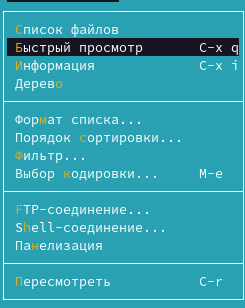 Список файлов
Быстрый просмотр C-x q
Информация C-x i
Дерево
Формат списка...
Порядок сортировки...
Фильтр...
Выбор кодировки... M-e
FTP-соединение...
Shell-соединение...
Панелизация
Пересмотреть C-r